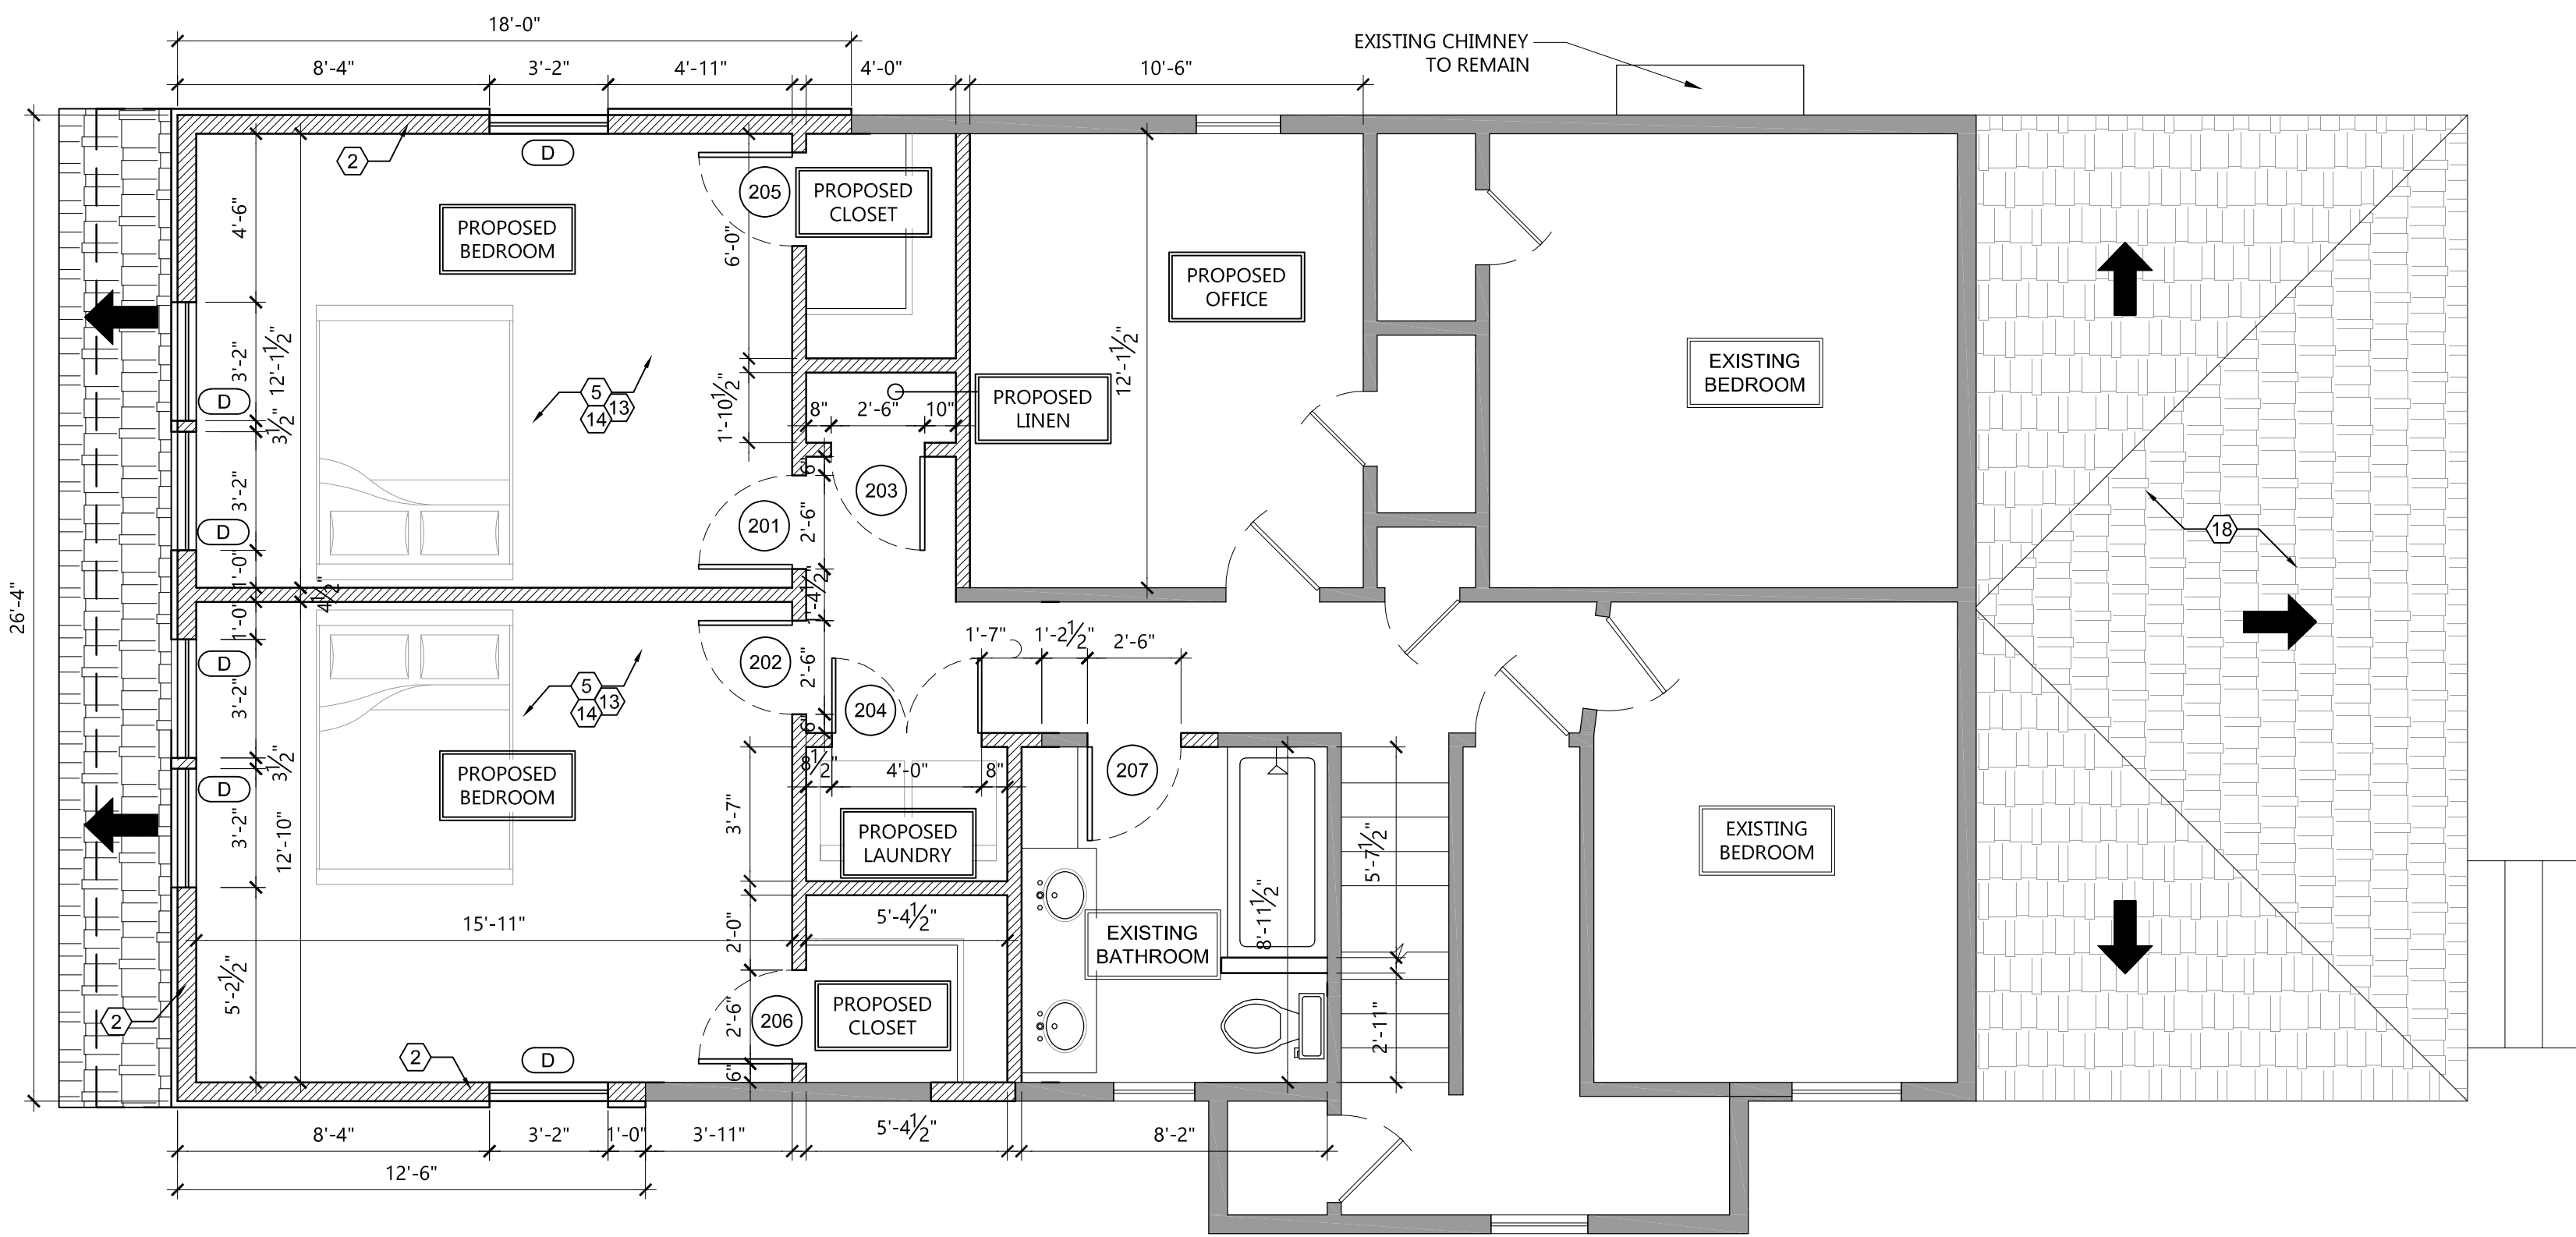 18'-0"
8'-4"
3'-2"
4'-11"
4'-0"
10'-6"
EXISTING CHIMNEY
TO REMAIN
2
D
205
PROPOSED
CLOSET
PROPOSED
BEDROOM
4'-6"
6'-0"
PROPOSED
OFFICE
12'-1½"
3'-2"
12'-1½"
EXISTING
BEDROOM
D
3½"
5
13
14
1'-10½"
8"
2'-6"
10"
PROPOSED
LINEN
6"
203
3'-2"
D
201
2'-6"
18
1'-0"
4½"
1'-4½"
26'-4"
1'-0"
1'-7"
1'-2½"
2'-6"
D
202
2'-6"
3'-2"
5
13
14
204
6"
3½"
D
PROPOSED
BEDROOM
8½"
4'-0"
8"
207
3'-2"
12'-10"
3'-7"
PROPOSED
LAUNDRY
5'-7½"
EXISTING
BEDROOM
15'-11"
5'-4½"
2'-0"
8'-11½"
EXISTING
BATHROOM
5'-2½"
2
2'-6"
206
PROPOSED
CLOSET
2'-11"
2
D
6"
8'-4"
3'-2"
1'-0"
3'-11"
5'-4½"
8'-2"
12'-6"